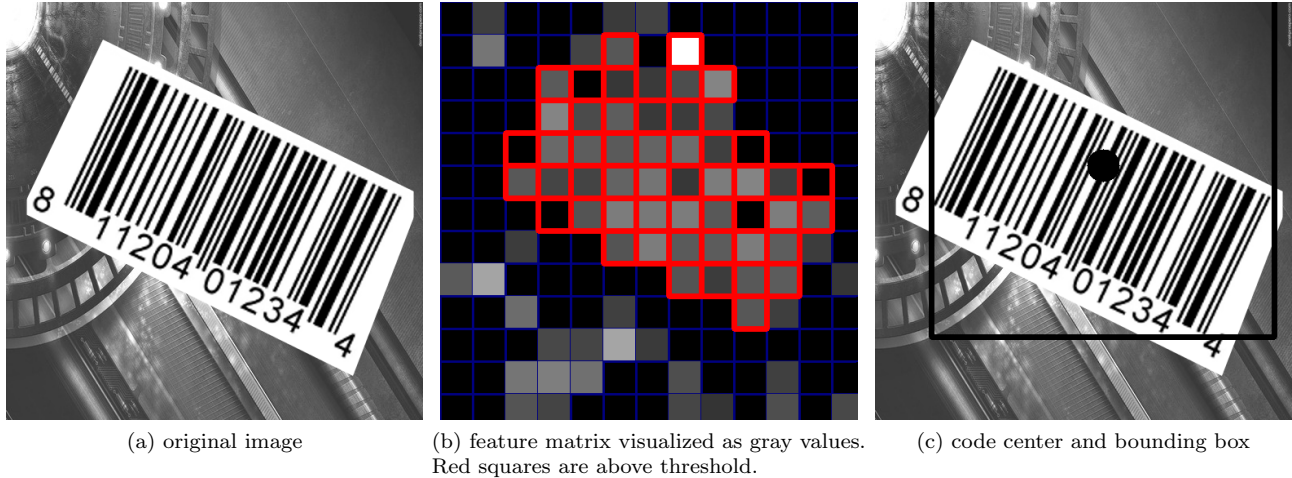 8 11204 01234 4
8 11204 01234 4
(a) original image
(b) feature matrix visualized as gray values.
Red squares are above threshold.
(c) code center and bounding box